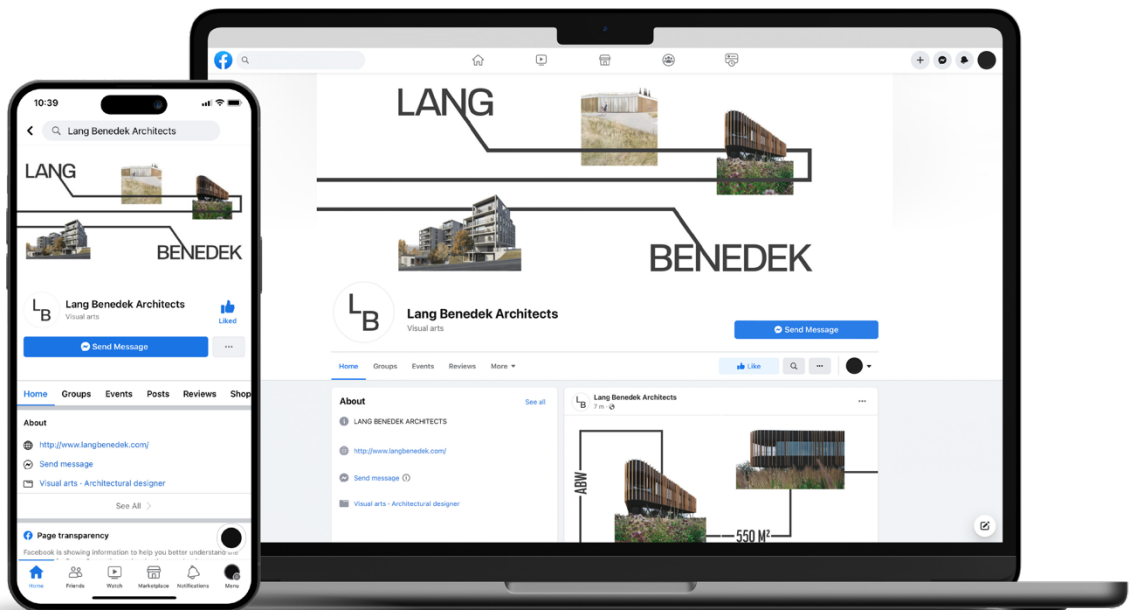 10:39
Lang Benedek Architects
LANG
BENEDEK
L
B
Lang Benedek Architects
Visual arts
Liked
Send Message
Home Groups Events Posts Reviews Shop
About
http://www.langbenedek.com/
Send message
Visual arts · Architectural designer
See All
Page transparency
Facebook is showing information to help you better understand the
Home Friends Watch Marketplace Notifications Menu
LANG
BENEDEK
L
B
Lang Benedek Architects
Visual arts
Send Message
Home Groups Events Reviews More
Like
About See all
LANG BENEDEK ARCHITECTS
http://www.langbenedek.com/
Send message
Visual arts · Architectural designer
L
B
Lang Benedek Architects
7 m
ABW
550 M²